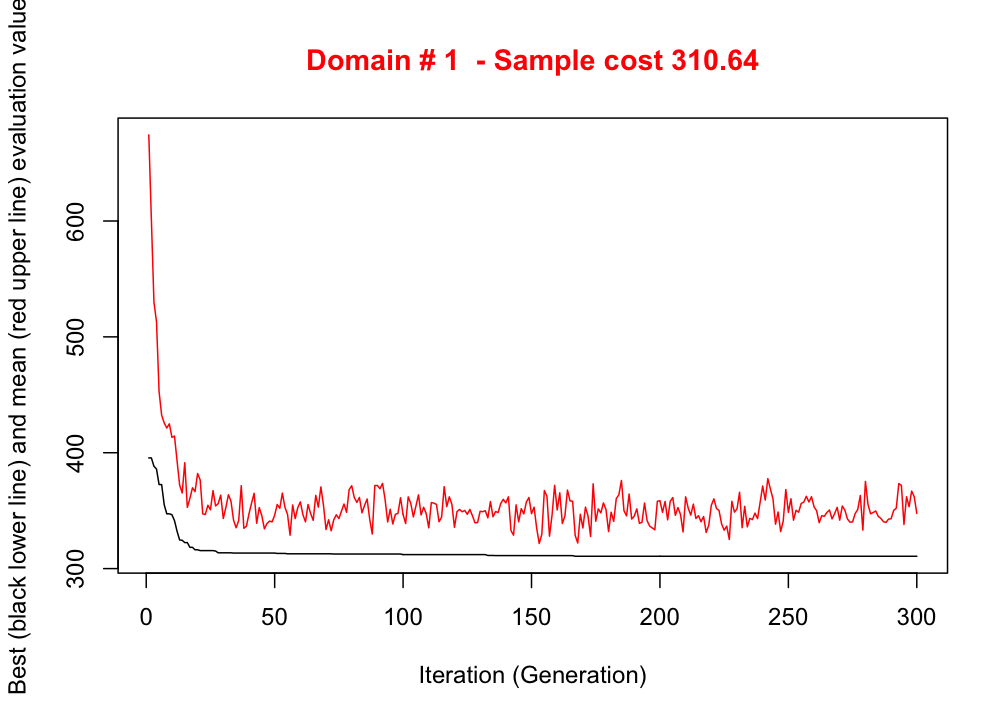 Domain # 1 - Sample cost 310.64
Best (black lower line) and mean (red upper line) evaluation value
600
500
400
300
0 50 100 150 200 250 300
Iteration (Generation)